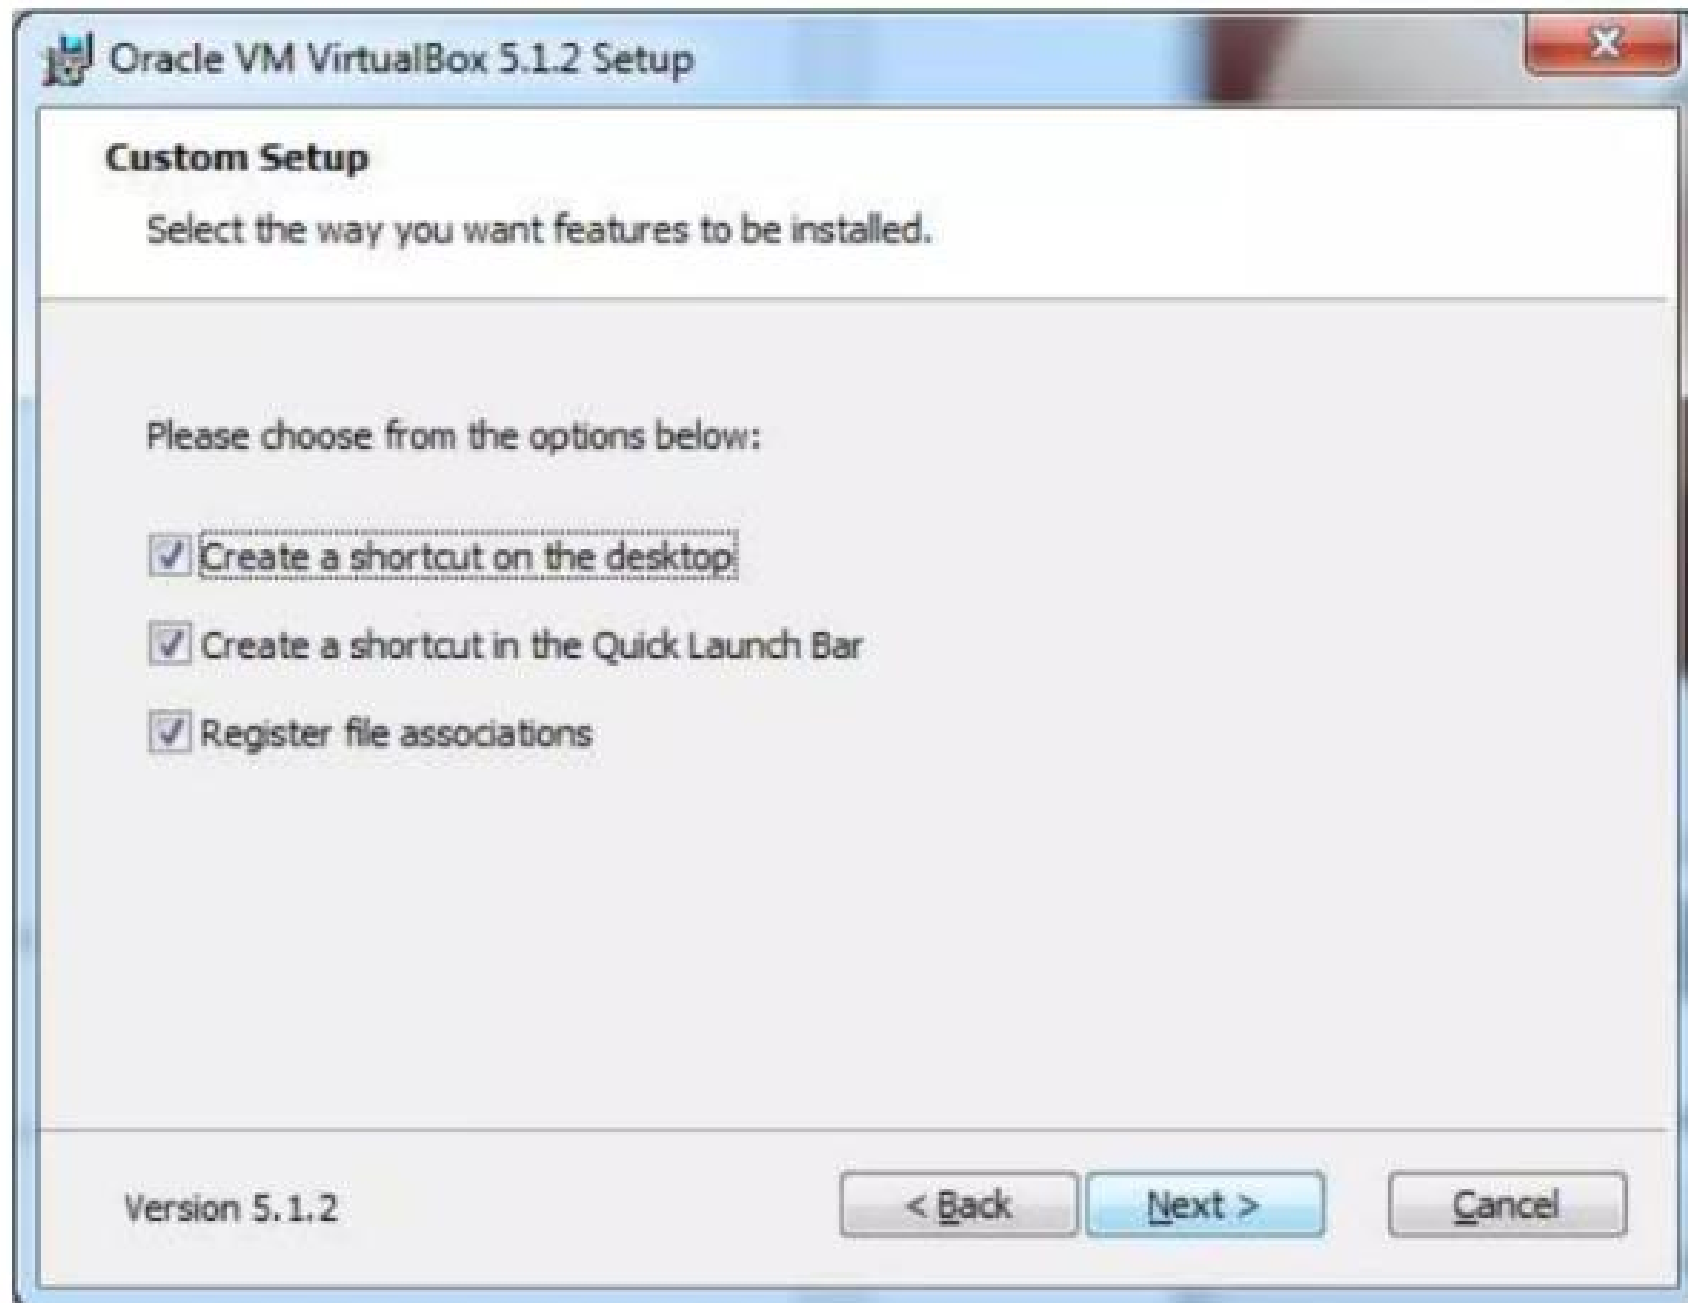 Oracle VM VirtualBox 5.1.2 Setup
Custom Setup
Select the way you want features to be installed.
Please choose from the options below:
Create a shortcut on the desktop
Create a shortcut in the Quick Launch Bar
Register file associations
Version 5.1.2
< Back
Next >
Cancel